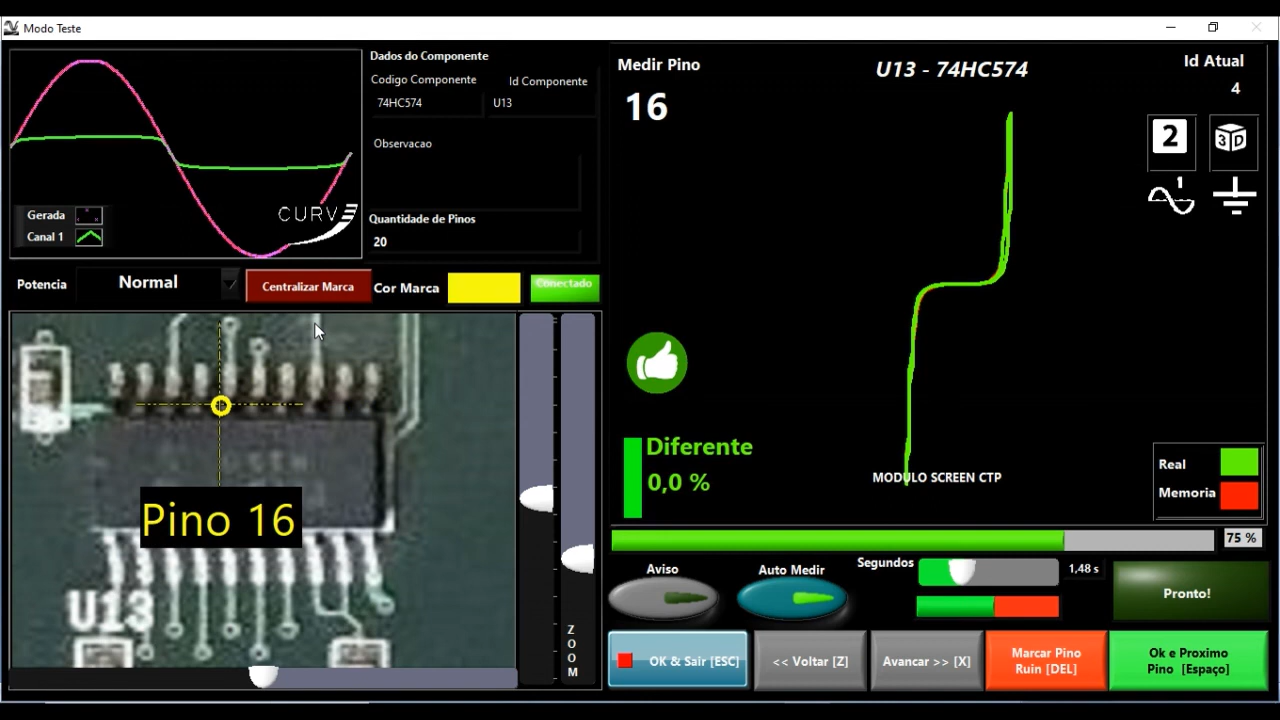 Modo Teste
Dados do Componente
Codigo Componente
Id Componente
74HC574
U13
Observacao
Gerada
Canal 1
CURV
Quantidade de Pinos
20
Potencia
Normal
Centralizar Marca
Cor Marca
Conectado
Pino 16
U13
ZOOM
Medir Pino
16
U13 - 74HC574
Id Atual
4
2
3D
1
Diferente
0,0 %
MODULO SCREEN CTP
Real
Memoria
75 %
Aviso
Auto Medir
Segundos
1,48 s
Pronto!
OK & Sair [ESC]
<< Voltar [Z]
Avancar >> [X]
Marcar Pino
Ruin [DEL]
Ok e Proximo
Pino [Espaço]